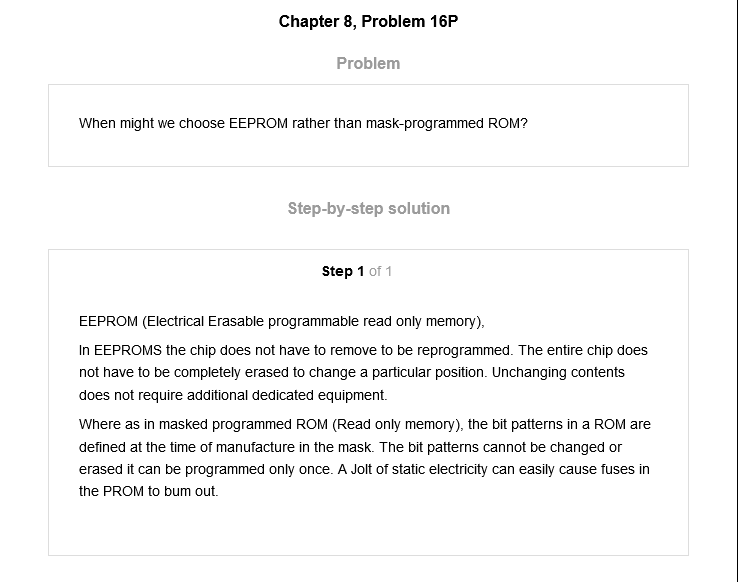 Chapter 8, Problem 16P
Problem
When might we choose EEPROM rather than mask-programmed ROM?
Step-by-step solution
Step 1 of 1
EEPROM (Electrical Erasable programmable read only memory),
In EEPROMS the chip does not have to remove to be reprogrammed. The entire chip does
not have to be completely erased to change a particular position. Unchanging contents
does not require additional dedicated equipment.
Where as in masked programmed ROM (Read only memory), the bit patterns in a ROM are
defined at the time of manufacture in the mask. The bit patterns cannot be changed or
erased it can be programmed only once. A Jolt of static electricity can easily cause fuses in
the PROM to bum out.